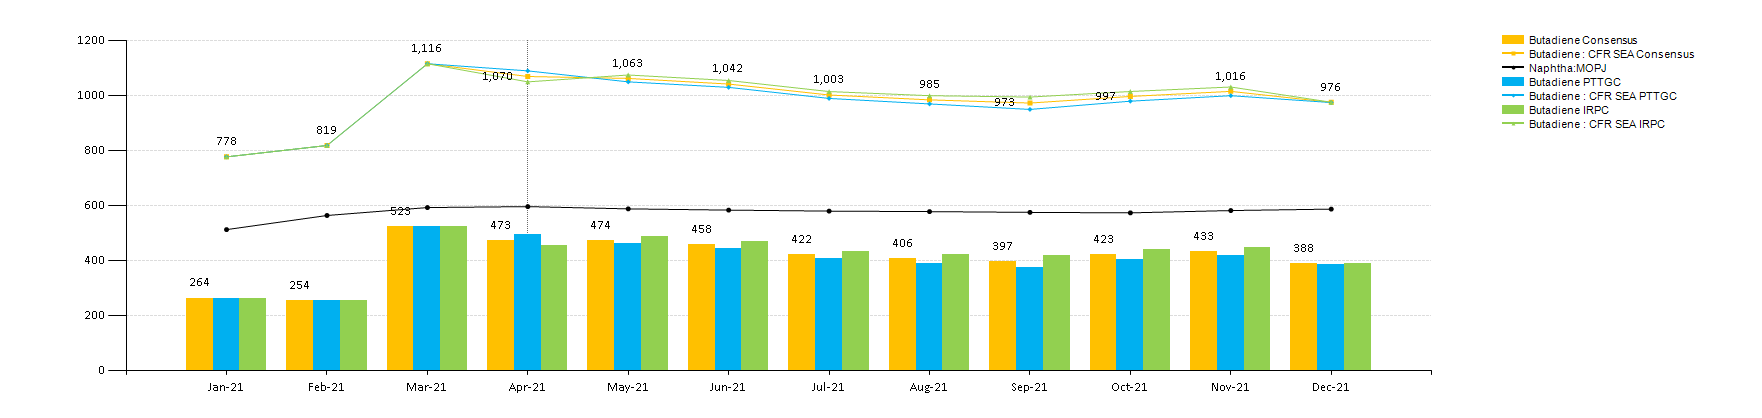 1200
1000
800
600
400
200
0
778
819
1,116
1,070
1,063
1,042
1,003
985
973
997
1,016
976
264
254
523
473
474
458
422
406
397
423
433
388
Jan-21
Feb-21
Mar-21
Apr-21
May-21
Jun-21
Jul-21
Aug-21
Sep-21
Oct-21
Nov-21
Dec-21
Butadiene Consensus
Butadiene : CFR SEA Consensus
Naphtha:MOPJ
Butadiene PTTGC
Butadiene : CFR SEA PTTGC
Butadiene IRPC
Butadiene : CFR SEA IRPC